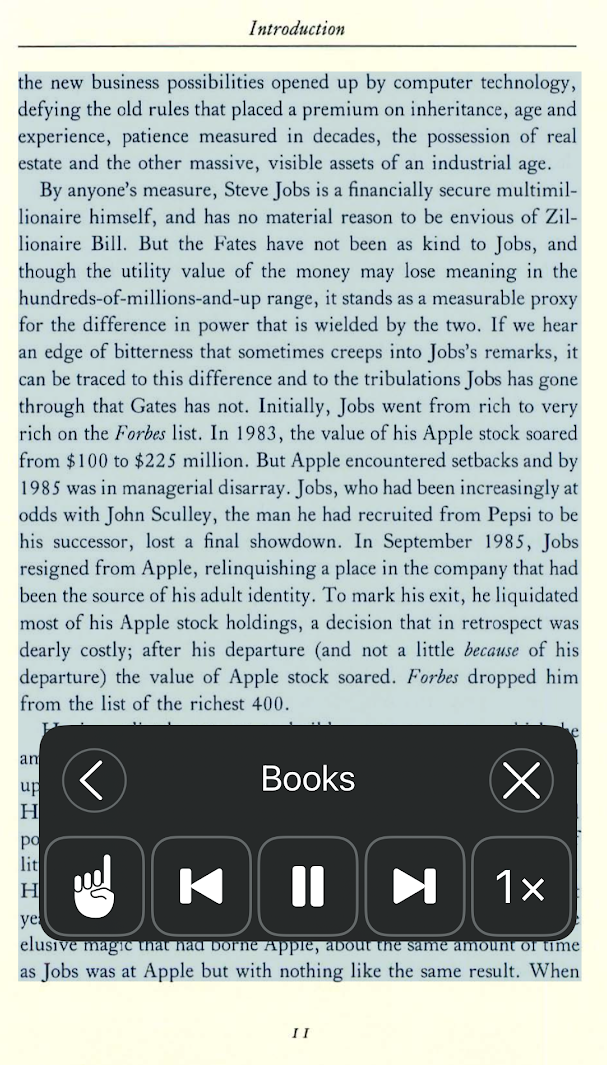 Introduction
the new business possibilities opened up by computer technology,
defying the old rules that placed a premium on inheritance, age and
experience, patience measured in decades, the possession of real
estate and the other massive, visible assets of an industrial age.
By anyone's measure, Steve Jobs is a financially secure multimil-
lionaire himself, and has no material reason to be envious of Zil-
lionaire Bill. But the Fates have not been as kind to Jobs, and
though the utility value of the money may lose meaning in the
hundreds-of-millions-and-up range, it stands as a measurable proxy
for the difference in power that is wielded by the two. If we hear
an edge of bitterness that sometimes creeps into Jobs's remarks, it
can be traced to this difference and to the tribulations Jobs has gone
through that Gates has not. Initially, Jobs went from rich to very
rich on the Forbes list. In 1983, the value of his Apple stock soared
from $100 to $225 million. But Apple encountered setbacks and by
1985 was in managerial disarray. Jobs, who had been increasingly at
odds with John Sculley, the man he had recruited from Pepsi to be
his successor, lost a final showdown. In September 1985, Jobs
resigned from Apple, relinquishing a place in the company that had
been the source of his adult identity. To mark his exit, he liquidated
most of his Apple stock holdings, a decision that in retrospect was
dearly costly; after his departure (and not a little because of his
departure) the value of Apple stock soared. Forbes dropped him
from the list of the richest 400.
Books
1×
elusive magic that had borne Apple, about the same amount of time
as Jobs was at Apple but with nothing like the same result. When
11